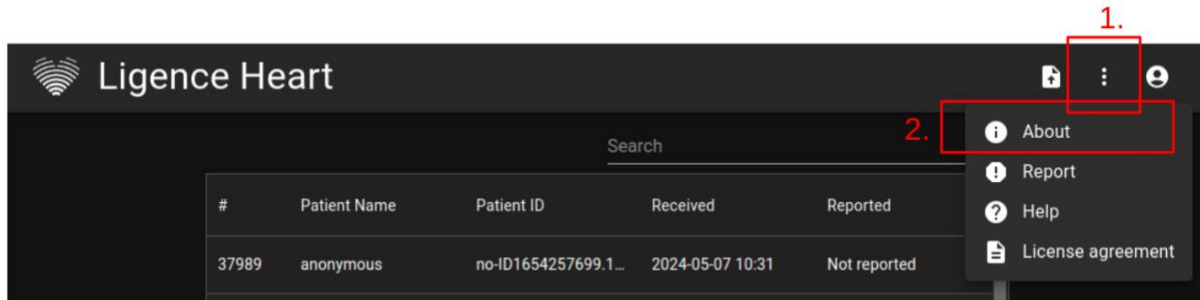 1.
Ligence Heart
2.
About
Search
Report
# Patient Name Patient ID Received Reported
Help
37989 anonymous no-ID1654257699.1... 2024-05-07 10:31 Not reported
License agreement